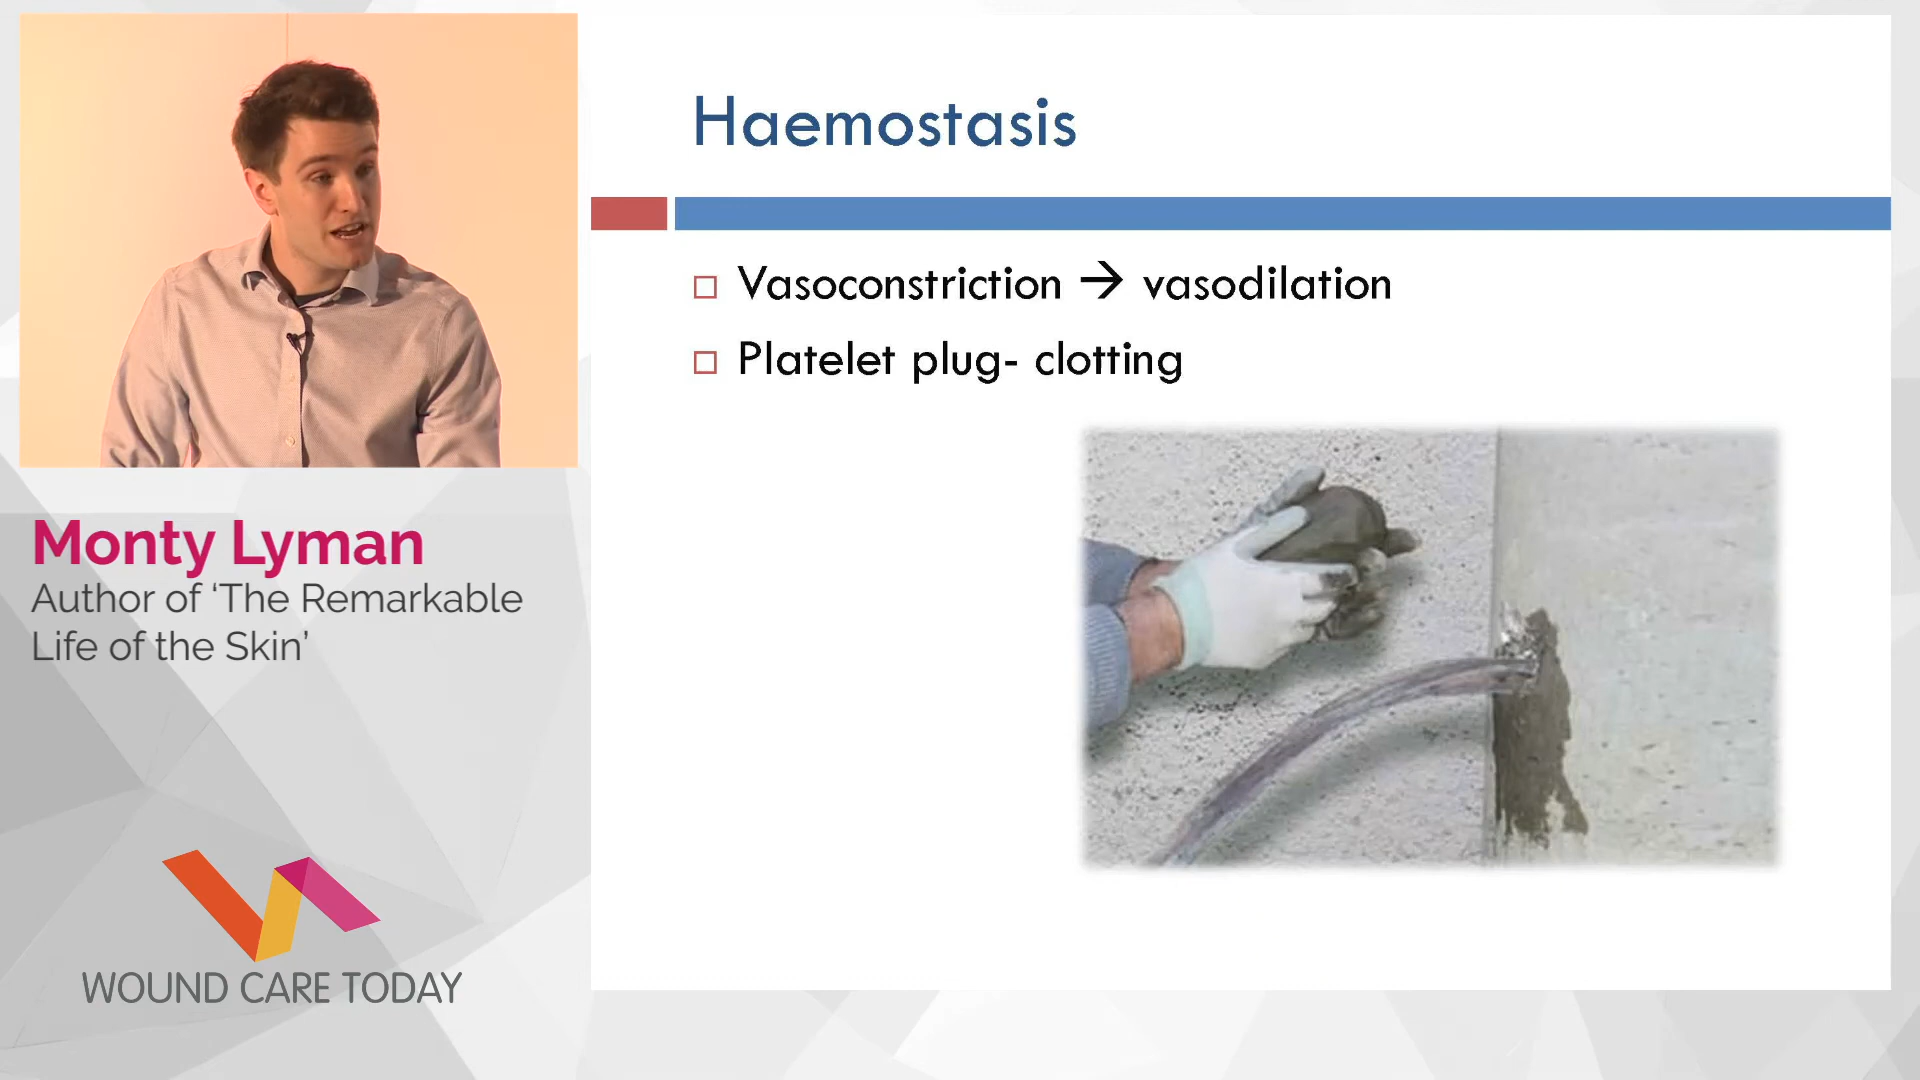 Haemostasis
Vasoconstriction → vasodilation
Platelet plug- clotting
Monty Lyman
Author of ‘The Remarkable
Life of the Skin’
WOUND CARE TODAY